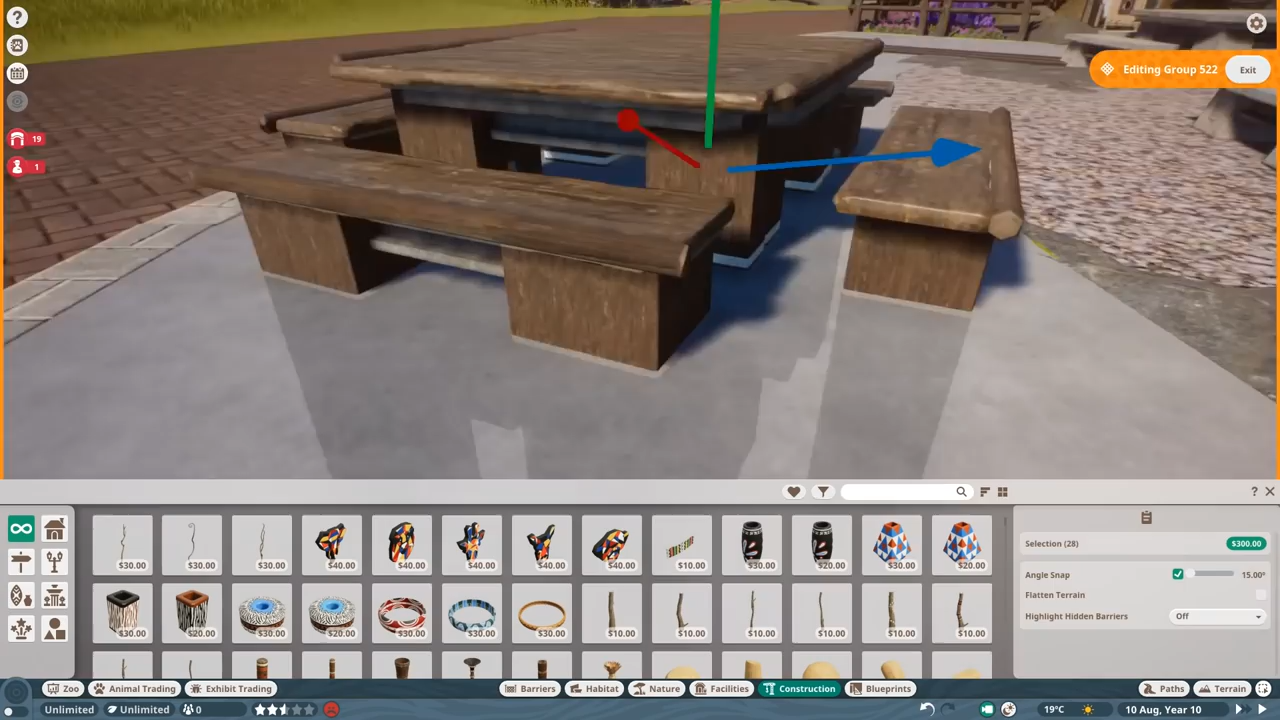 ?
Editing Group 522
Exit
19
1
? ×
$30.00 $30.00 $30.00 $40.00 $40.00 $40.00 $40.00 $40.00 $10.00 $30.00 $20.00 $30.00 $20.00
Selection (28)
$300.00
Angle Snap
15.00°
Flatten Terrain
Highlight Hidden Barriers
Off
$30.00 $20.00 $30.00 $20.00 $30.00 $30.00 $30.00 $10.00 $10.00 $10.00 $10.00 $10.00 $10.00
Zoo
Animal Trading
Exhibit Trading
Barriers
Habitat
Nature
Facilities
Construction
Blueprints
Paths
Terrain
Unlimited
Unlimited
0
19°C
10 Aug, Year 10